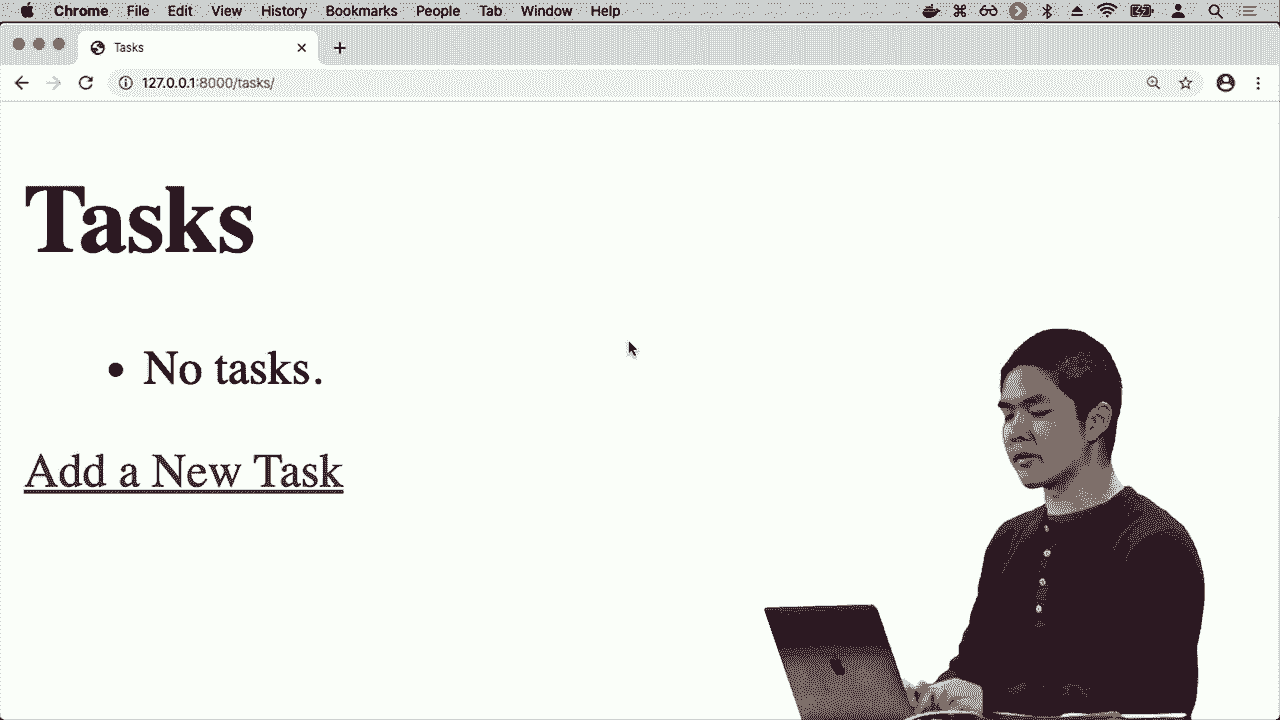 Chrome File Edit View History Bookmarks People Tab Window Help
Tasks
127.0.0.1:8000/tasks/
Tasks
• No tasks.
Add a New Task